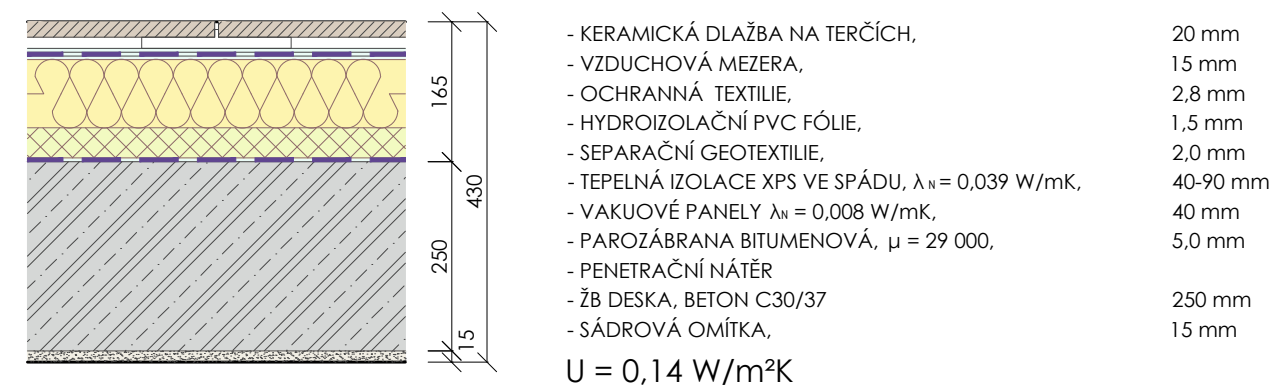 165
430
250
15
- KERAMICKÁ DLAŽBA NA TERČÍCH, 20 mm
- VZDUCHOVÁ MEZERA, 15 mm
- OCHRANNÁ TEXTILIE, 2,8 mm
- HYDROIZOLAČNÍ PVC FÓLIE, 1,5 mm
- SEPARAČNÍ GEOTEXTILIE, 2,0 mm
- TEPELNÁ IZOLACE XPS VE SPÁDU, λ N = 0,039 W/mK, 40-90 mm
- VAKUOVÉ PANELY λN = 0,008 W/mK, 40 mm
- PAROZÁBRANA BITUMENOVÁ, µ = 29 000, 5,0 mm
- PENETRAČNÍ NÁTĚR
- ŽB DESKA, BETON C30/37 250 mm
- SÁDROVÁ OMÍTKA, 15 mm
U = 0,14 W/m²K